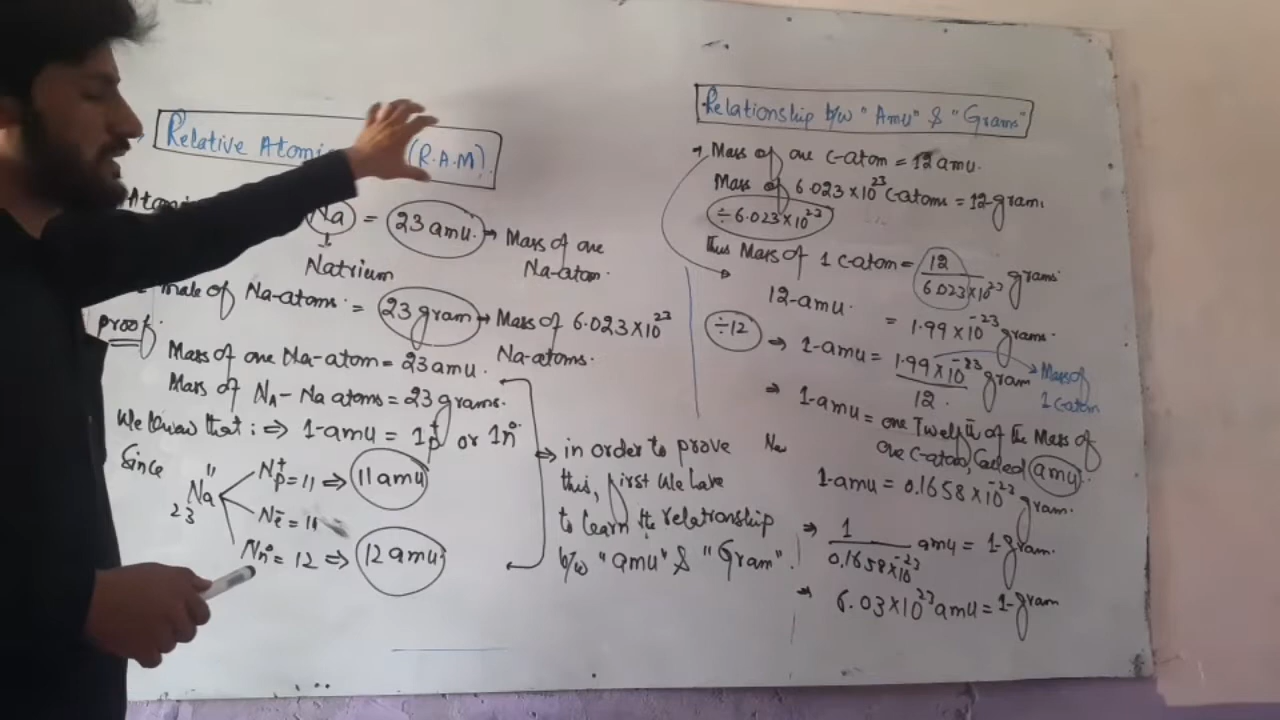 Relative Atomi (R.A.M)
Atomi Na = 23 amu. → Mass of one
Na-atom.
Natrium
mole of Na-atoms = 23 gram → Mass of 6.023×10²³
Na-atoms.
proof:
Mass of one Na-atom = 23 amu.
Mass of Nᴀ - Na atoms = 23 grams.
We know that : ⇒ 1-amu = 1p⁺ or 1n°
Since
11
Na
23
Np⁺ = 11 ⇒ 11 amu
Ne⁻ = 11
Nn° = 12 ⇒ 12 amu
⇒ in order to prove
this, first we have
to learn the relationship
b/w "amu" & "Gram".
Relationship b/w "Amu" & "Grams"
→ Mass of one C-atom = 12 amu.
Mass of 6.023×10²³ C atoms = 12-gram.
÷ 6.023×10²³
Thus Mass of 1 C-atom = 12 / 6.023×10²³ grams.
12-amu. = 1.99×10⁻²³ grams.
÷12 ⇒ 1-amu = 1.99×10⁻²³ / 12 gram → Mass of
1 C atom
⇒ 1-amu = one Twelfth of the Mass of
one C-atom, called amu.
1-amu = 0.1658×10⁻²³ gram.
⇒ 1 / 0.1658×10⁻²³ amu = 1-gram.
⇒ 6.03×10²³ amu = 1-gram